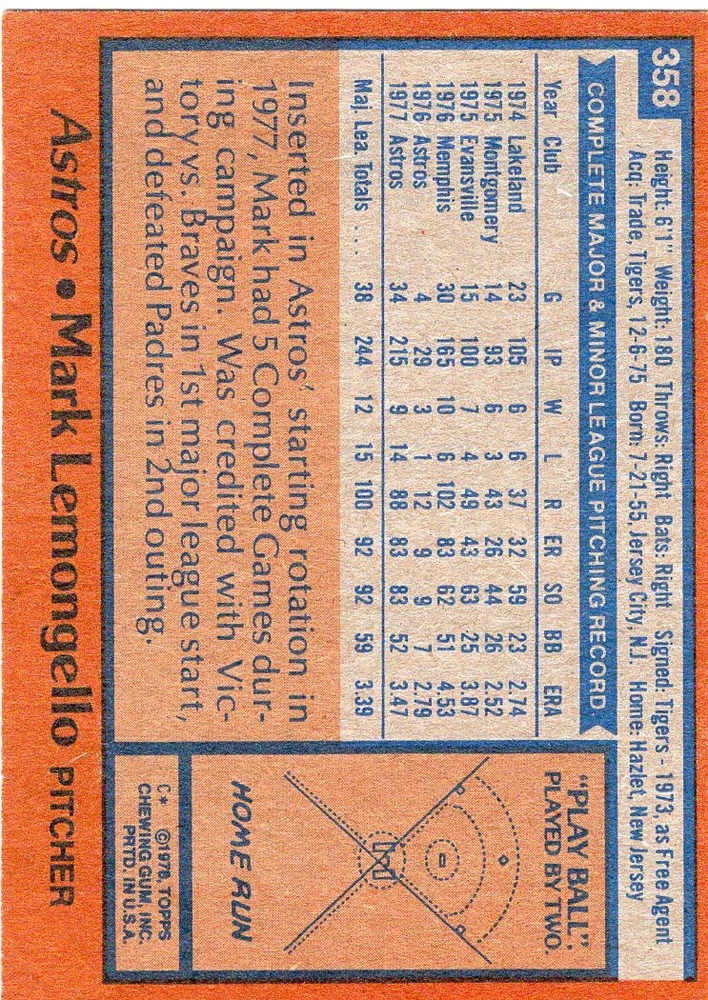 358
Height: 6'1" Weight: 180 Throws: Right Bats: Right Signed: Tigers - 1973, as Free Agent
Acq: Trade, Tigers, 12-6-75 Born: 7-21-55, Jersey City, N.J. Home: Hazlet, New Jersey
COMPLETE MAJOR & MINOR LEAGUE PITCHING RECORD
Year Club G IP W L R ER SO BB ERA
1974 Lakeland 23 105 6 6 37 32 59 23 2.74
1975 Montgomery 14 93 6 3 43 26 44 26 2.52
1975 Evansville 15 100 7 4 49 43 63 25 3.87
1976 Memphis 30 165 10 6 102 83 62 51 4.53
1976 Astros 4 29 3 1 12 9 9 7 2.79
1977 Astros 34 215 9 14 88 83 83 52 3.47
Maj. Lea. Totals . . . 38 244 12 15 100 92 92 59 3.39
Inserted in Astros' starting rotation in
1977, Mark had 5 Complete Games dur-
ing campaign. Was credited with Vic-
tory vs. Braves in 1st major league start,
and defeated Padres in 2nd outing.
"PLAY BALL".
PLAYED BY TWO.
HOME RUN
C* ©1978, TOPPS
CHEWING GUM, INC.
PRTD. IN U.S.A.
Astros • Mark Lemongello PITCHER